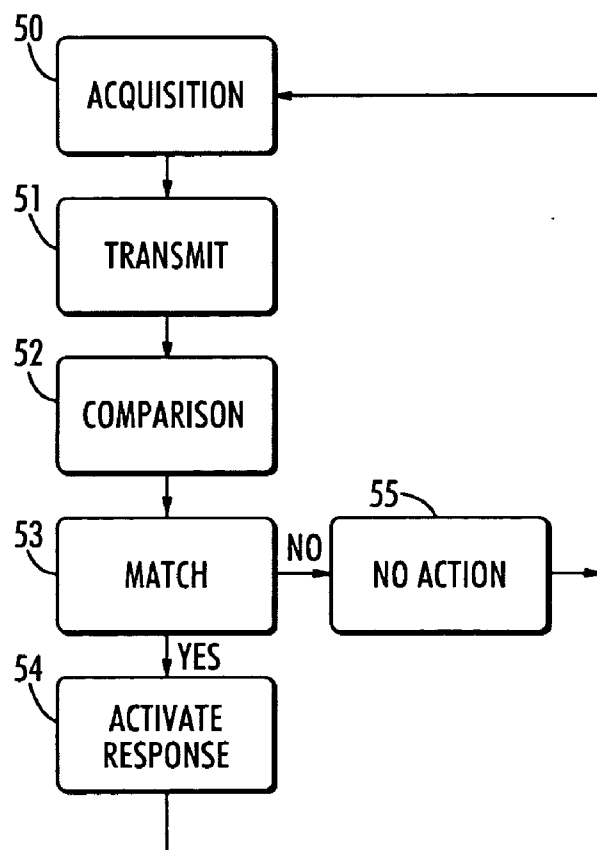 50
ACQUISITION
51
TRANSMIT
52
COMPARISON
53
MATCH
NO
55
NO ACTION
YES
54
ACTIVATE
RESPONSE